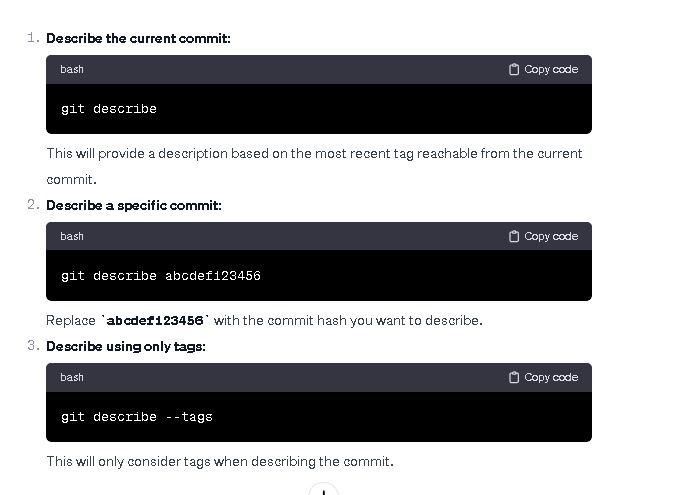 1. Describe the current commit:
bash Copy code
git describe
This will provide a description based on the most recent tag reachable from the current
commit.
2. Describe a specific commit:
bash Copy code
git describe abcdef123456
Replace `abcdef123456` with the commit hash you want to describe.
3. Describe using only tags:
bash Copy code
git describe --tags
This will only consider tags when describing the commit.